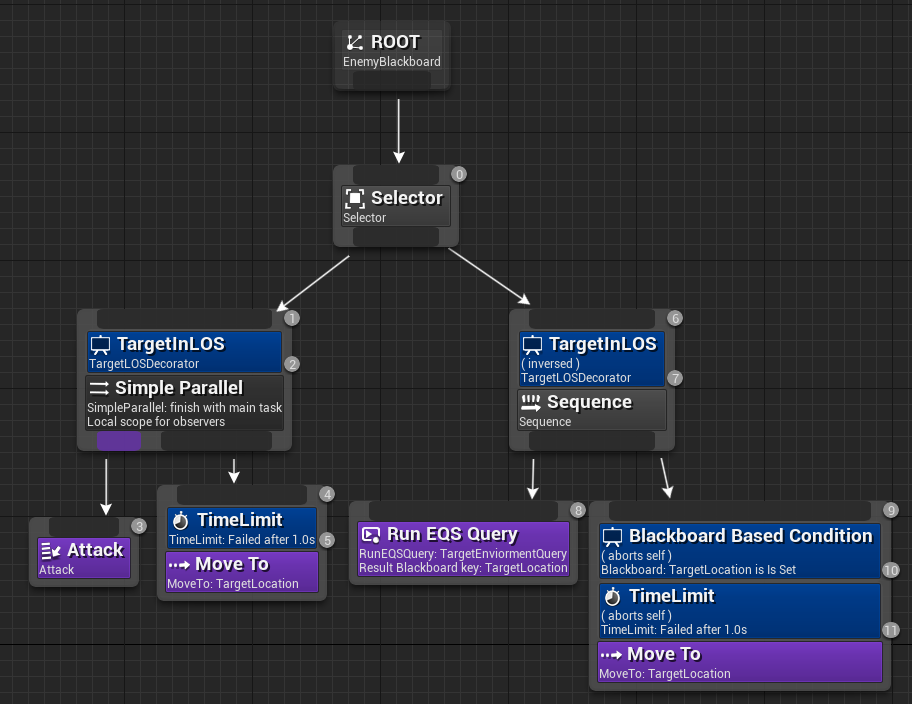 ROOT
EnemyBlackboard
0
Selector
Selector
1
TargetInLOS
TargetLOSDecorator
2
Simple Parallel
SimpleParallel: finish with main task
Local scope for observers
6
TargetInLOS
( inversed )
TargetLOSDecorator
7
Sequence
Sequence
3
Attack
Attack
4
TimeLimit
TimeLimit: Failed after 1.0s
5
Move To
MoveTo: TargetLocation
8
Run EQS Query
RunEQSQuery: TargetEnviormentQuery
Result Blackboard key: TargetLocation
9
Blackboard Based Condition
( aborts self )
Blackboard: TargetLocation is Is Set
10
TimeLimit
( aborts self )
TimeLimit: Failed after 1.0s
11
Move To
MoveTo: TargetLocation